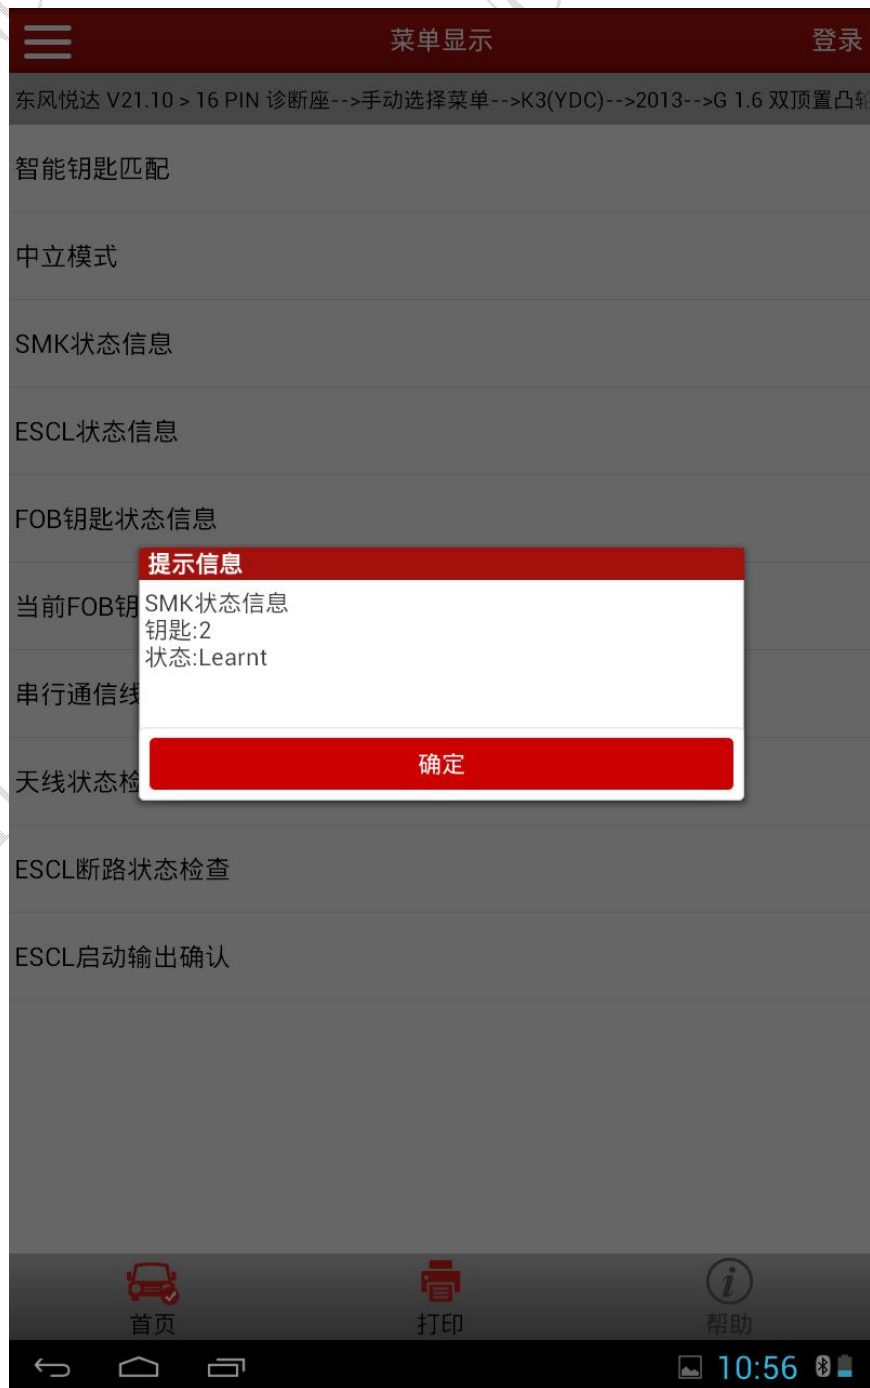 菜单显示
登录
东风悦达 V21.10 > 16 PIN 诊断座-->手动选择菜单-->K3(YDC)-->2013-->G 1.6 双顶置凸轮
智能钥匙匹配
中立模式
SMK状态信息
ESCL状态信息
FOB钥匙状态信息
当前FOB钥
串行通信线
天线状态检
提示信息
SMK状态信息
钥匙:2
状态:Learnt
确定
ESCL断路状态检查
ESCL启动输出确认
首页
打印
帮助
10:56